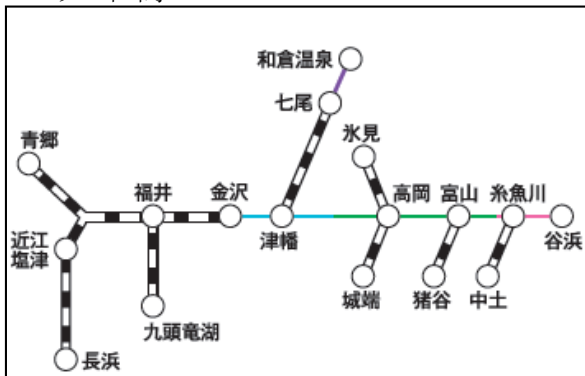 和倉温泉
七尾
氷見
青郷
福井
金沢
高岡
富山
糸魚川
近江
塩津
津幡
谷浜
城端
猪谷
中土
九頭竜湖
長浜